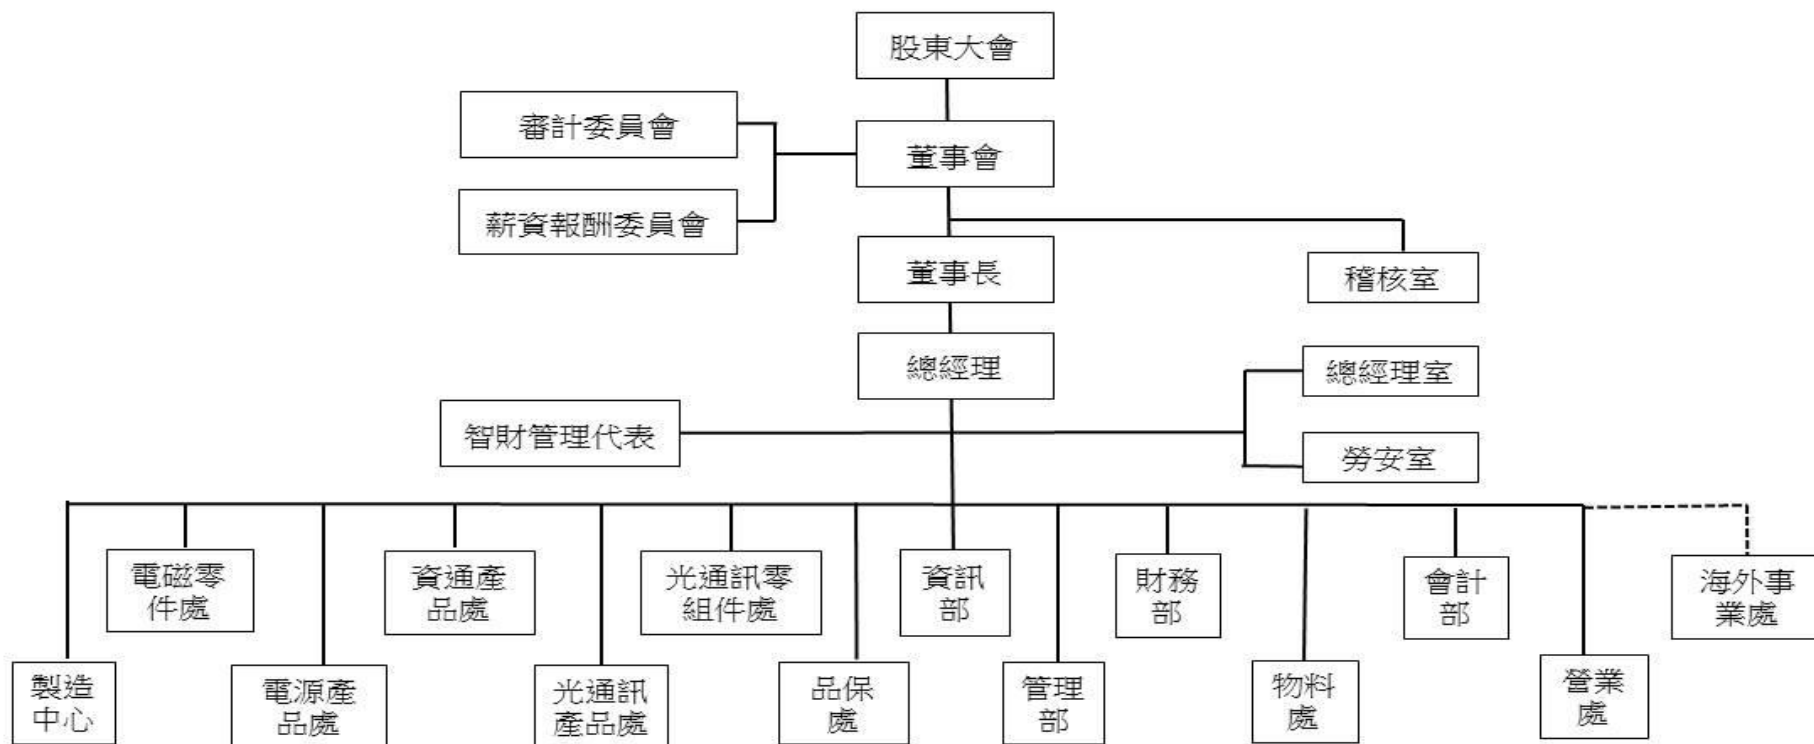 股東大會
審計委員會
董事會
薪資報酬委員會
董事長
稽核室
總經理
總經理室
智財管理代表
勞安室
電磁零
件處
資通產
品處
光通訊零
組件處
資訊
部
財務
部
會計
部
海外事
業處
製造
中心
電源產
品處
光通訊
產品處
品保
處
管理
部
物料
處
營業
處